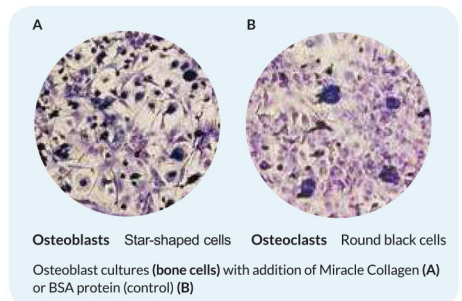 A B
Osteoblasts Star-shaped cells Osteoclasts Round black cells
Osteoblast cultures (bone cells) with addition of Miracle Collagen (A)
or BSA protein (control) (B)